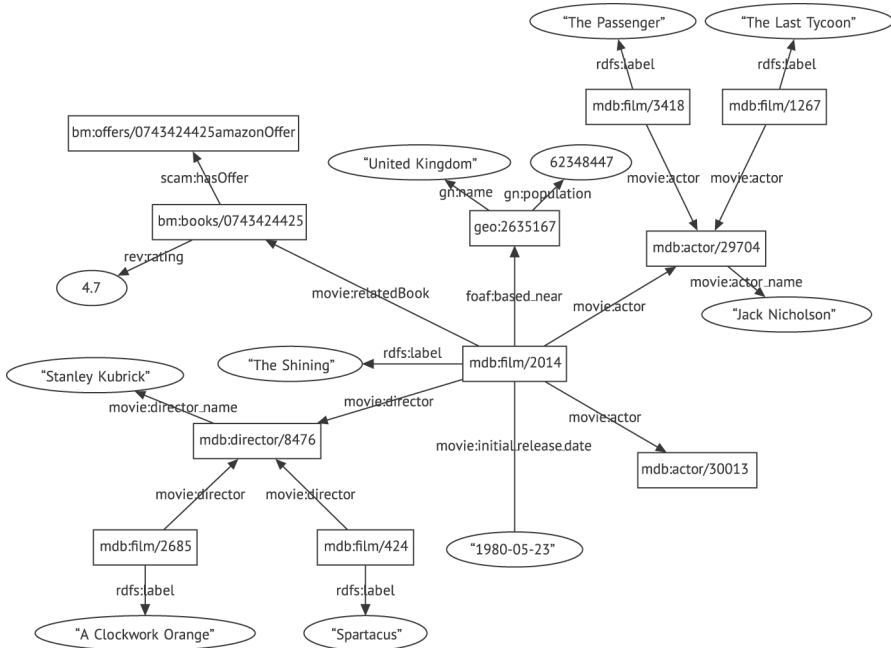 “The Passenger”
“The Last Tycoon”
rdfs:label
rdfs:label
mdb:film/3418
mdb:film/1267
bm:offers/0743424425amazonOffer
“United Kingdom”
62348447
scam:hasOffer
movie:actor
movie:actor
gn:name
gn:population
bm:books/0743424425
geo:2635167
mdb:actor/29704
rev:rating
4.7
movie:relatedBook
foaf:based_near
movie:actor
movie:actor_name
“Jack Nicholson”
“The Shining”
rdfs:label
mdb:film/2014
“Stanley Kubrick”
movie:director
movie:director_name
movie:actor
mdb:director/8476
movie:initial_release_date
mdb:actor/30013
movie:director
movie:director
mdb:film/2685
mdb:film/424
“1980-05-23”
rdfs:label
rdfs:label
“A Clockwork Orange”
“Spartacus”